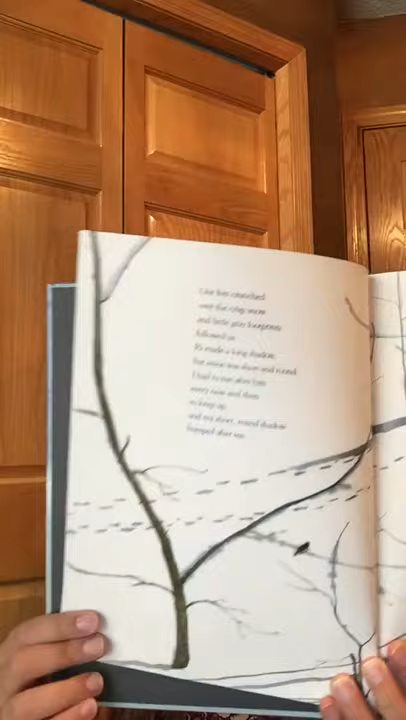 Our feet crunched
over the crisp snow
and little gray footprints
followed us.
Pa made a long shadow,
but mine was short and round.
I had to run after him
every now and then
to keep up,
and my short, round shadow
bumped after me.